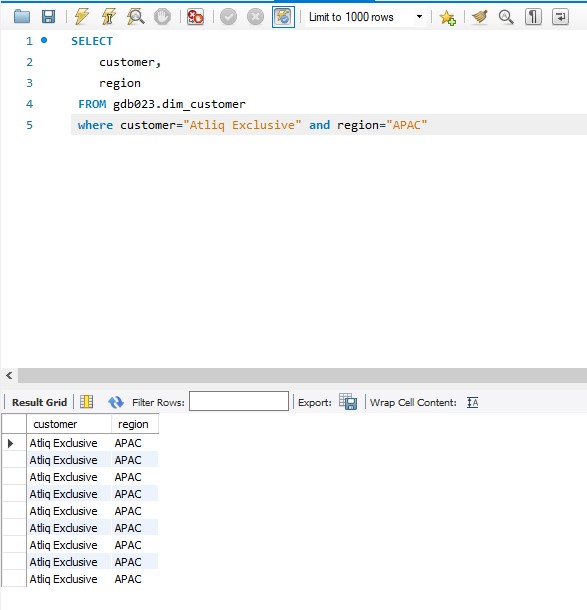 Limit to 1000 rows
1 SELECT
2 customer,
3 region
4 FROM gdb023.dim_customer
5 where customer="Atliq Exclusive" and region="APAC"
Result Grid Filter Rows: Export: Wrap Cell Content:
customer region
Atliq Exclusive APAC
Atliq Exclusive APAC
Atliq Exclusive APAC
Atliq Exclusive APAC
Atliq Exclusive APAC
Atliq Exclusive APAC
Atliq Exclusive APAC
Atliq Exclusive APAC
Atliq Exclusive APAC